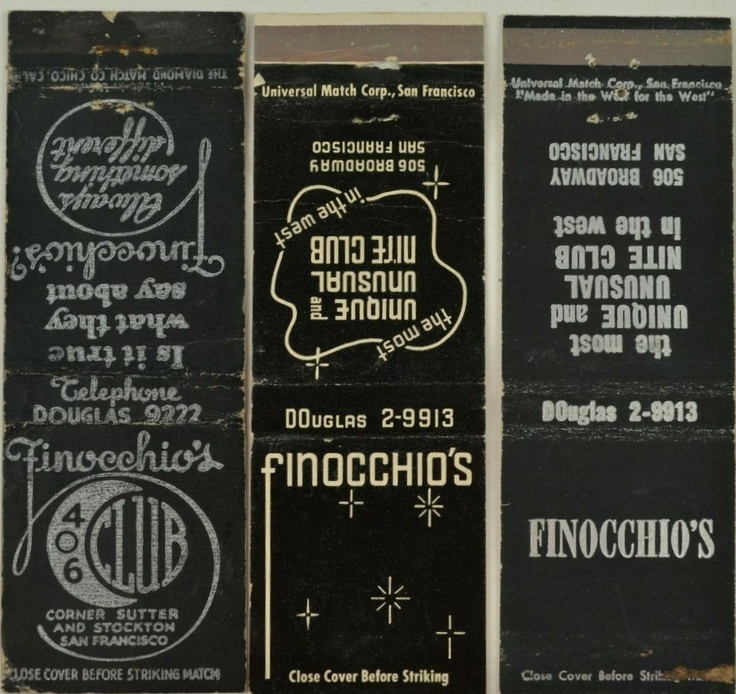 THE DIAMOND MATCH CO. CHICO, CAL.
Always
something
different
Is it true
what they
say about
Finocchio's?
Telephone
DOUGLAS 9222
Finocchio's
406
CLUB
CORNER SUTTER
AND STOCKTON
SAN FRANCISCO
CLOSE COVER BEFORE STRIKING MATCH
Universal Match Corp., San Francisco
the most
UNIQUE and
UNUSUAL
NITE CLUB
in the west
506 BROADWAY
SAN FRANCISCO
DOUGLAS 2-9913
FINOCCHIO'S
Close Cover Before Striking
Universal Match Corp., San Francisco
"Made in the West for the West"
the most
UNIQUE and
UNUSUAL
NITE CLUB
in the west
506 BROADWAY
SAN FRANCISCO
DOuglas 2-9913
FINOCCHIO'S
Close Cover Before